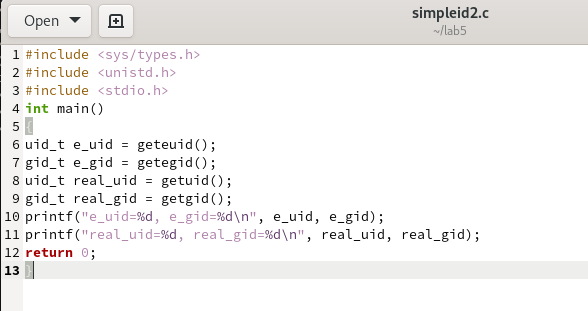 Open
simpleid2.c
~/lab5
1 #include <sys/types.h>
2 #include <unistd.h>
3 #include <stdio.h>
4 int main()
5 {
6 uid_t e_uid = geteuid();
7 gid_t e_gid = getegid();
8 uid_t real_uid = getuid();
9 gid_t real_gid = getgid();
10 printf("e_uid=%d, e_gid=%d\n", e_uid, e_gid);
11 printf("real_uid=%d, real_gid=%d\n", real_uid, real_gid);
12 return 0;
13 }